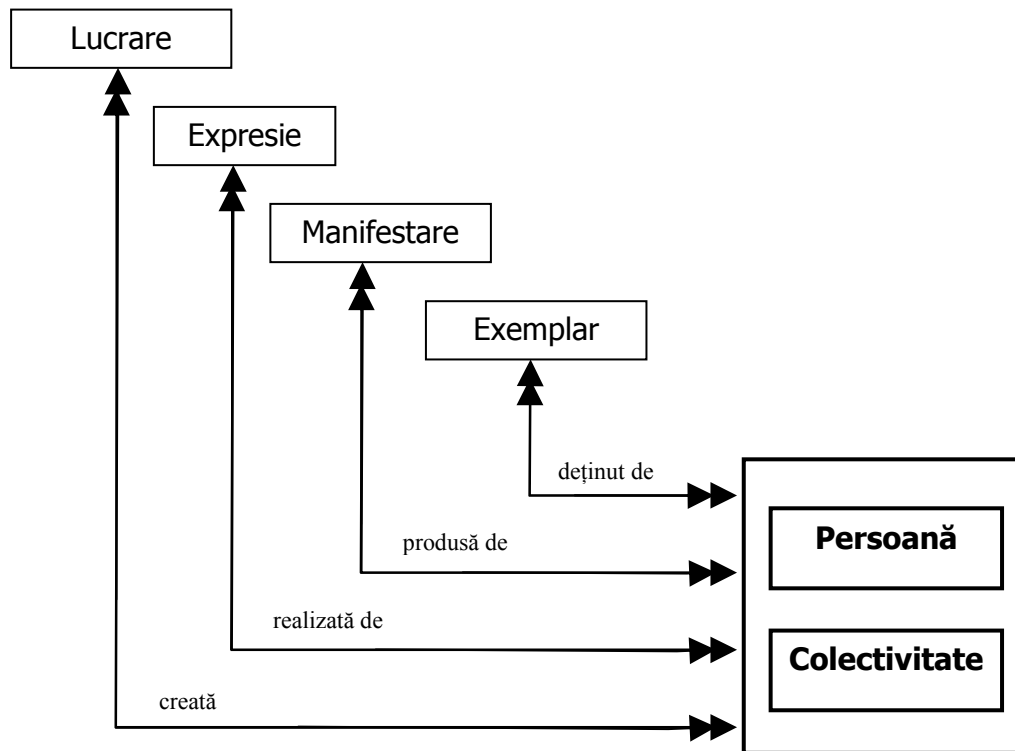 Lucrare
Expresie
Manifestare
Exemplar
deținut de
Persoană
produsă de
realizată de
Colectivitate
creată